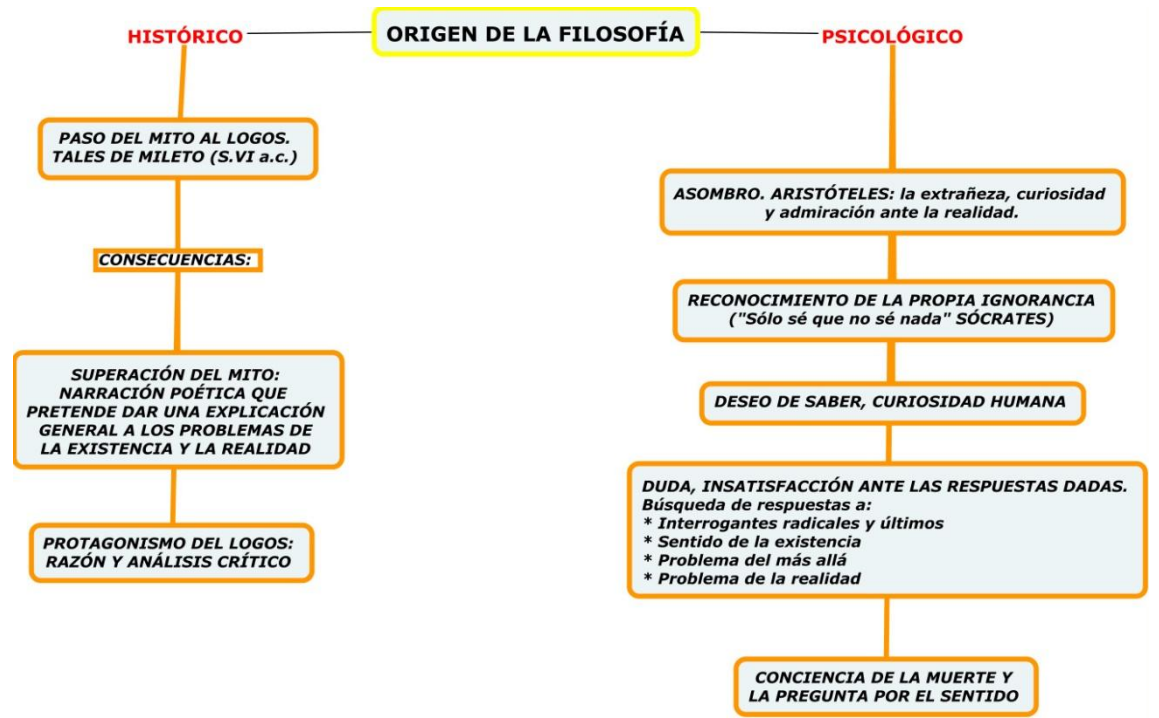 ORIGEN DE LA FILOSOFÍA
HISTÓRICO
PASO DEL MITO AL LOGOS.
TALES DE MILETO (S.VI a.c.)
CONSECUENCIAS:
SUPERACIÓN DEL MITO:
NARRACIÓN POÉTICA QUE
PRETENDE DAR UNA EXPLICACIÓN
GENERAL A LOS PROBLEMAS DE
LA EXISTENCIA Y LA REALIDAD
PROTAGONISMO DEL LOGOS:
RAZÓN Y ANÁLISIS CRÍTICO
PSICOLÓGICO
ASOMBRO. ARISTÓTELES: la extrañeza, curiosidad
y admiración ante la realidad.
RECONOCIMIENTO DE LA PROPIA IGNORANCIA
("Sólo sé que no sé nada" SÓCRATES)
DESEO DE SABER, CURIOSIDAD HUMANA
DUDA, INSATISFACCIÓN ANTE LAS RESPUESTAS DADAS.
Búsqueda de respuestas a:
* Interrogantes radicales y últimos
* Sentido de la existencia
* Problema del más allá
* Problema de la realidad
CONCIENCIA DE LA MUERTE Y
LA PREGUNTA POR EL SENTIDO